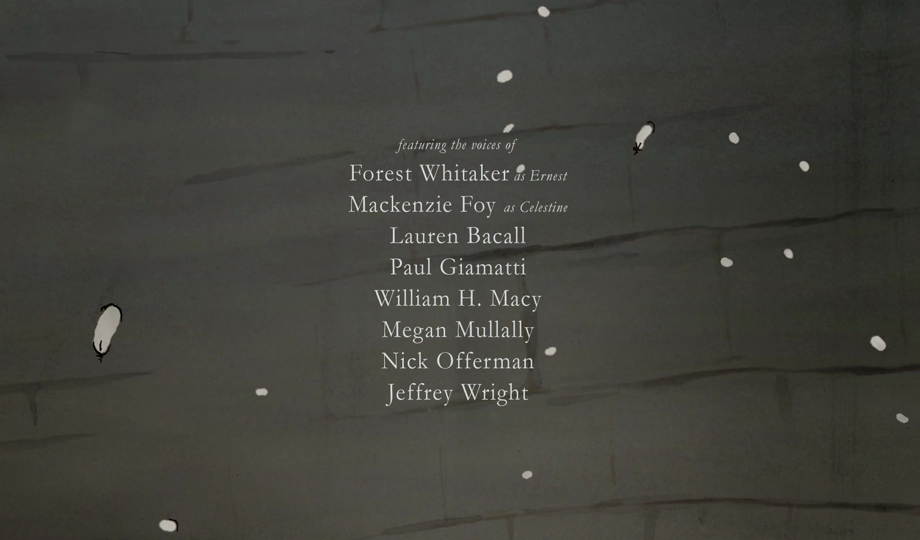 featuring the voices of
Forest Whitaker as Ernest
Mackenzie Foy as Celestine
Lauren Bacall
Paul Giamatti
William H. Macy
Megan Mullally
Nick Offerman
Jeffrey Wright